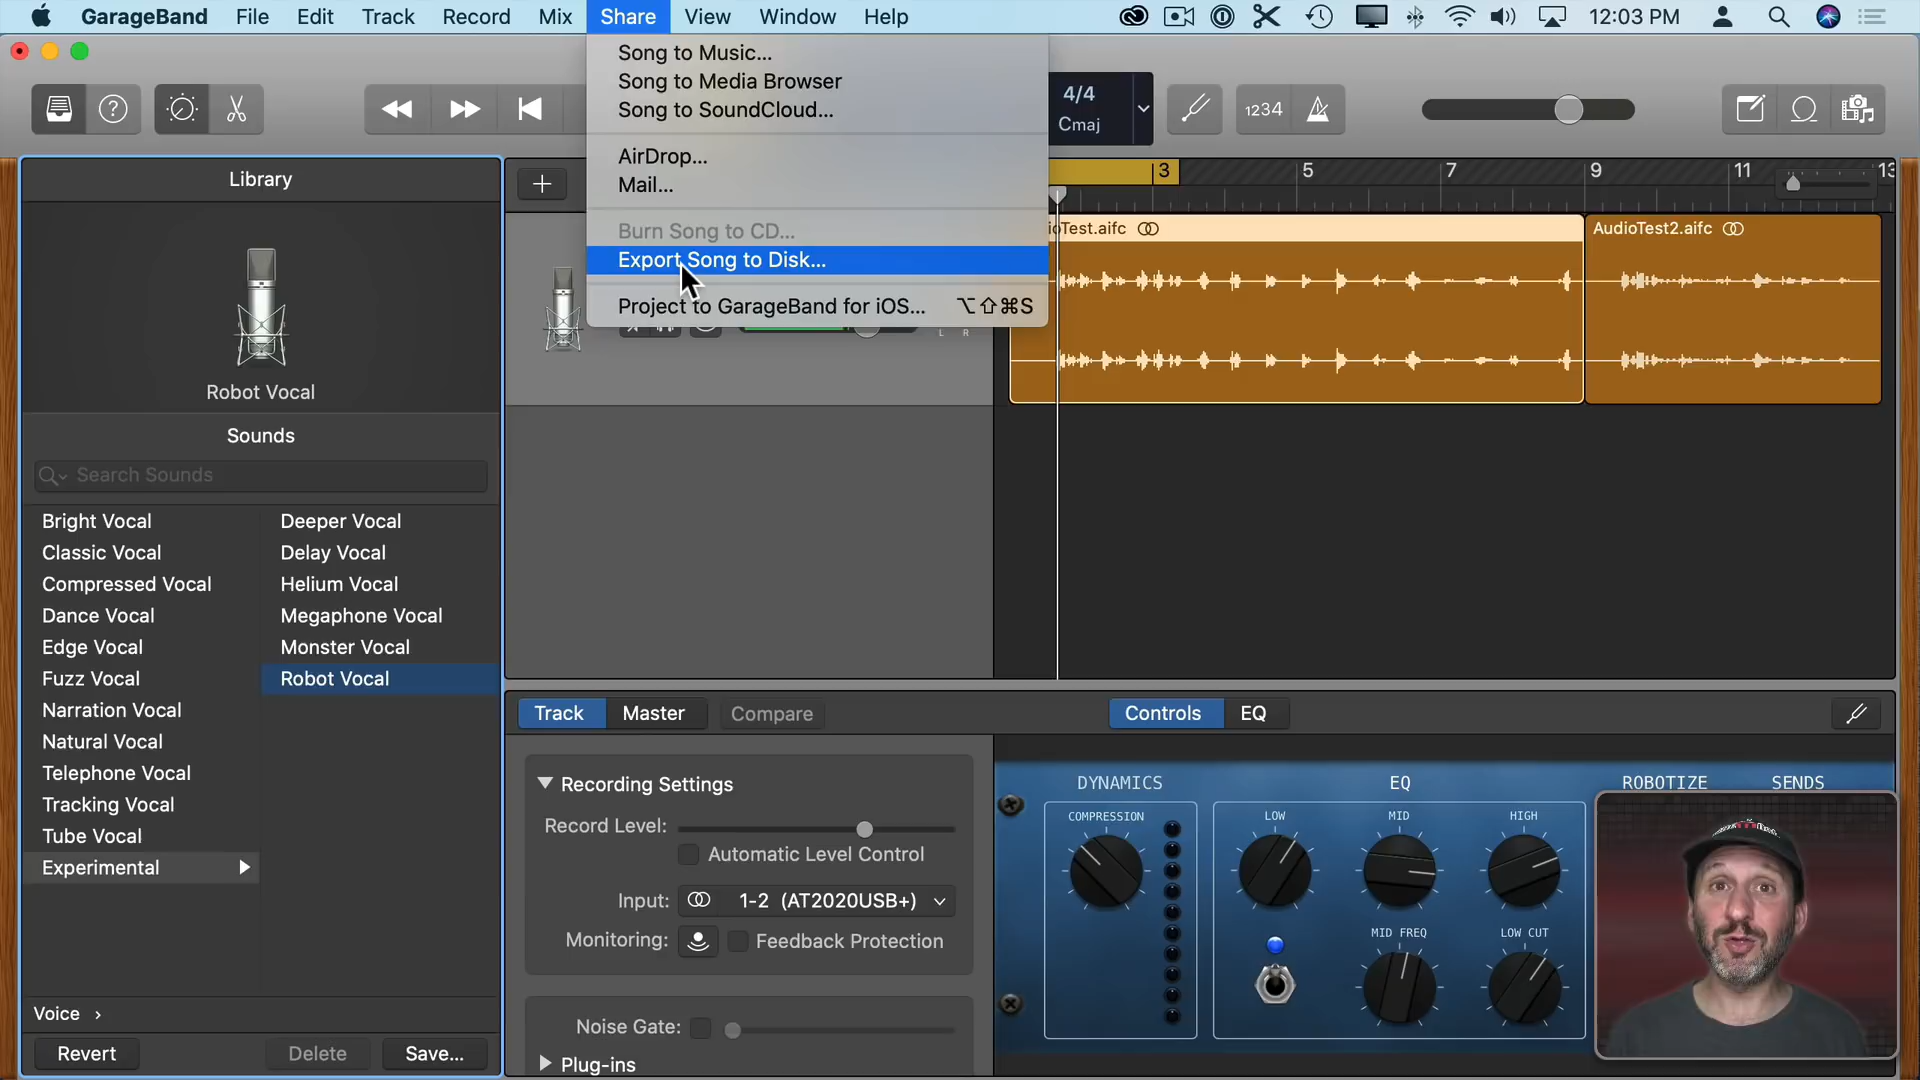 GarageBand File Edit Track Record Mix Share View Window Help 12:03 PM
Song to Music...
Song to Media Browser
Song to SoundCloud...
AirDrop...
Mail...
Burn Song to CD...
Export Song to Disk...
Project to GarageBand for iOS... ⌥⇧⌘S
4/4
Cmaj
1234
3 5 7 9 11 13
ioTest.aifc
AudioTest2.aifc
L R
Library
Robot Vocal
Sounds
Search Sounds
Bright Vocal
Classic Vocal
Compressed Vocal
Dance Vocal
Edge Vocal
Fuzz Vocal
Narration Vocal
Natural Vocal
Telephone Vocal
Tracking Vocal
Tube Vocal
Experimental
Deeper Vocal
Delay Vocal
Helium Vocal
Megaphone Vocal
Monster Vocal
Robot Vocal
Voice ›
Revert Delete Save...
Track Master Compare
Controls EQ
Recording Settings
Record Level:
Automatic Level Control
Input: 1-2 (AT2020USB+)
Monitoring: Feedback Protection
Noise Gate:
Plug-ins
DYNAMICS
COMPRESSION
EQ
LOW MID HIGH
MID FREQ LOW CUT
ROBOTIZE
SENDS